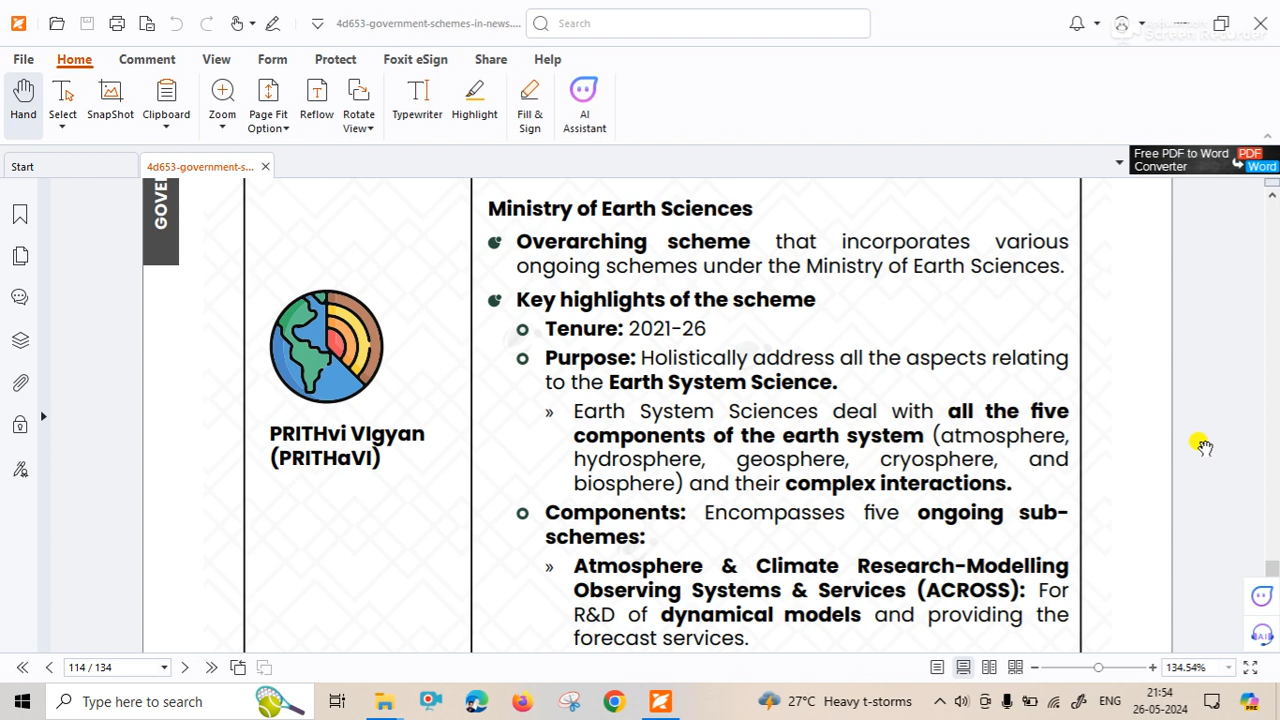 4d653-government-schemes-in-news....
Search
File Home Comment View Form Protect Foxit eSign Share Help
Hand Select SnapShot Clipboard Zoom Page Fit Option Reflow Rotate View Typewriter Highlight Fill & Sign AI Assistant
Start
4d653-government-s...
Free PDF to Word Converter
PDF
Word
GOVE
Ministry of Earth Sciences
Overarching scheme that incorporates various
ongoing schemes under the Ministry of Earth Sciences.
Key highlights of the scheme
Tenure: 2021-26
Purpose: Holistically address all the aspects relating
to the Earth System Science.
» Earth System Sciences deal with all the five
components of the earth system (atmosphere,
hydrosphere, geosphere, cryosphere, and
biosphere) and their complex interactions.
Components: Encompasses five ongoing sub-
schemes:
» Atmosphere & Climate Research-Modelling
Observing Systems & Services (ACROSS): For
R&D of dynamical models and providing the
forecast services.
PRITHvi VIgyan
(PRITHaVI)
114 / 134
134.54%
Type here to search
27°C Heavy t-storms
ENG
21:54
26-05-2024